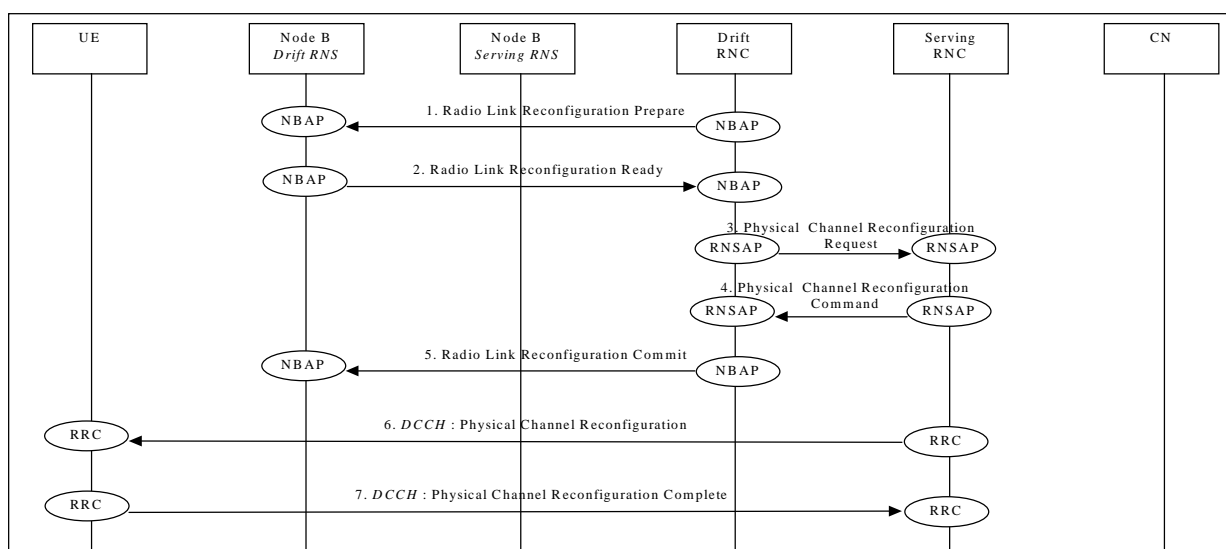 UE
Node B
Drift RNS
Node B
Serving RNS
Drift
RNC
Serving
RNC
CN
1. Radio Link Reconfiguration Prepare
NBAP
NBAP
2. Radio Link Reconfiguration Ready
NBAP
NBAP
3. Physical Channel Reconfiguration
Request
RNSAP
RNSAP
4. Physical Channel Reconfiguration
Command
RNSAP
RNSAP
5. Radio Link Reconfiguration Commit
NBAP
NBAP
6. DCCH : Physical Channel Reconfiguration
RRC
RRC
7. DCCH : Physical Channel Reconfiguration Complete
RRC
RRC